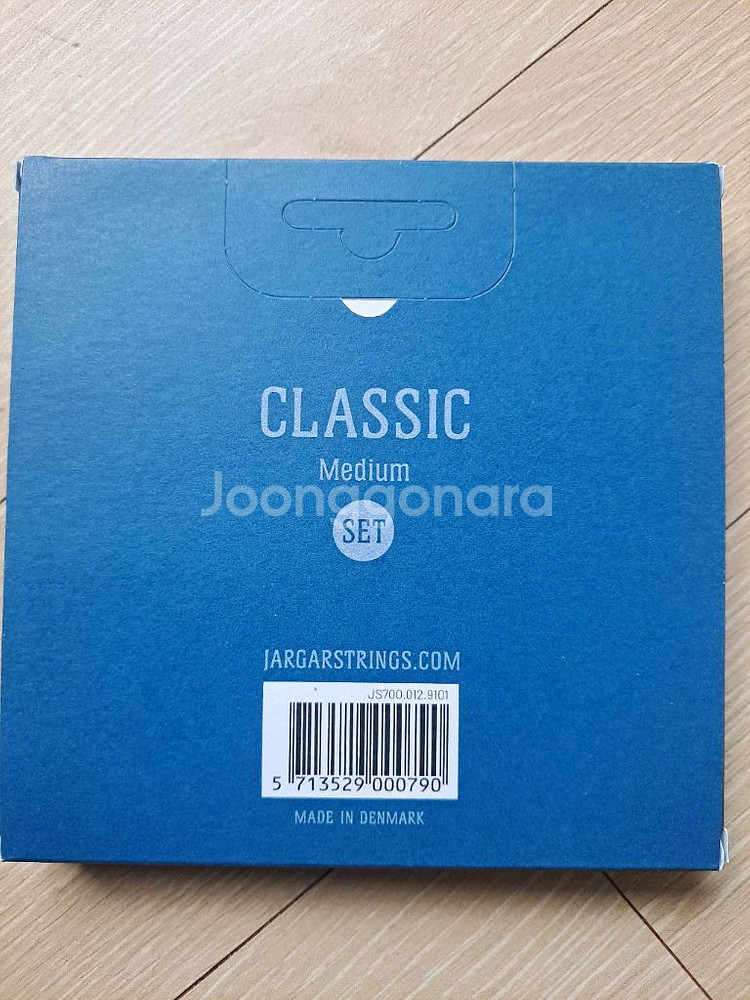 CLASSIC
Medium
Joonggonara
SET
JARGARSTRINGS.COM
JS700.012.9101
5 713529 000790
MADE IN DENMARK